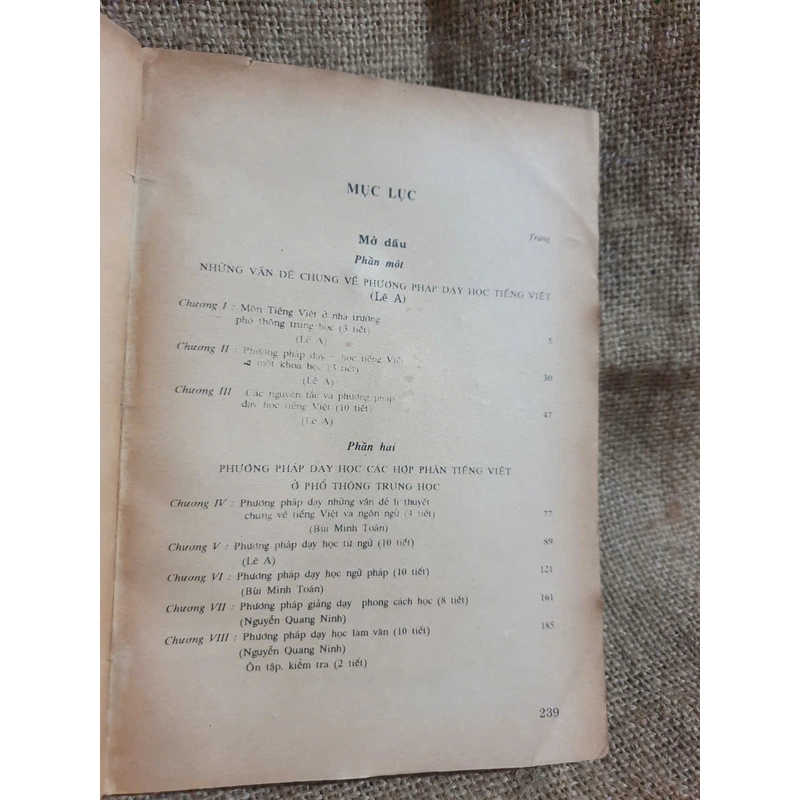 MỤC LỤC
Mở đầu
Trang
Phần một
NHỮNG VẤN ĐỀ CHUNG VỀ PHƯƠNG PHÁP DẠY HỌC TIẾNG VIỆT
(Lê A)
Chương I : Môn Tiếng Việt ở nhà trường
phổ thông trung học (3 tiết) 5
(Lê A)
Chương II : Phương pháp dạy - học tiếng Việt
một khoa học (3 tiết) 30
(Lê A)
Chương III : Các nguyên tắc và phương pháp
dạy học tiếng Việt (10 tiết) 47
(Lê A)
Phần hai
PHƯƠNG PHÁP DẠY HỌC CÁC HỢP PHẦN TIẾNG VIỆT
Ở PHỔ THÔNG TRUNG HỌC
Chương IV : Phương pháp dạy những vấn đề lí thuyết
chung về tiếng Việt và ngôn ngữ (4 tiết) 77
(Bùi Minh Toán)
Chương V : Phương pháp dạy học từ ngữ (10 tiết) 89
(Lê A)
Chương VI : Phương pháp dạy học ngữ pháp (10 tiết) 121
(Bùi Minh Toán)
Chương VII : Phương pháp giảng dạy phong cách học (8 tiết) 161
(Nguyễn Quang Ninh)
Chương VIII : Phương pháp dạy học làm văn (10 tiết) 185
(Nguyễn Quang Ninh)
Ôn tập, kiểm tra (2 tiết)
239